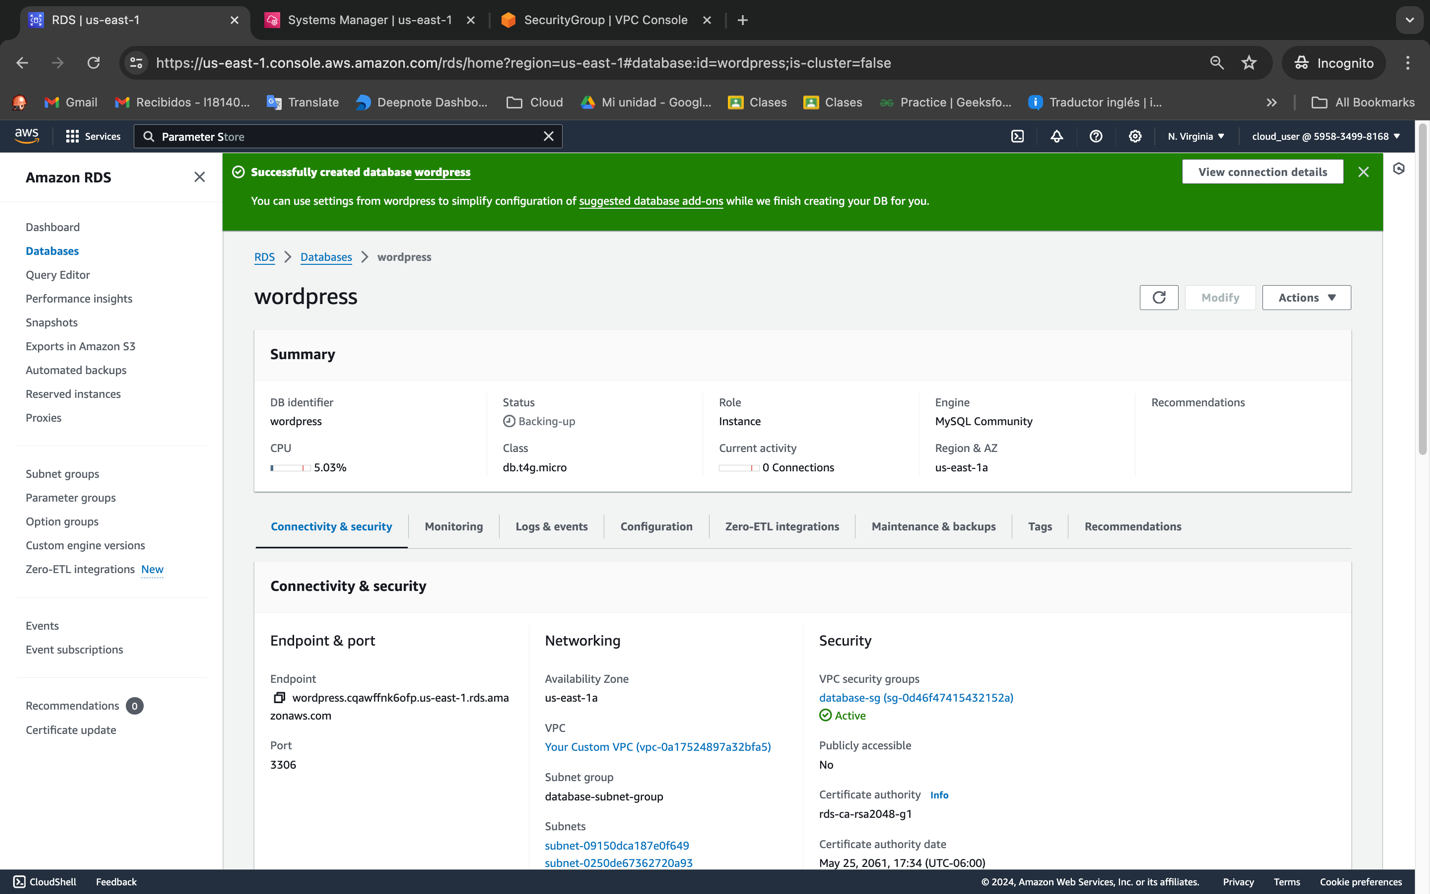 RDS | us-east-1
Systems Manager | us-east-1
SecurityGroup | VPC Console
https://us-east-1.console.aws.amazon.com/rds/home?region=us-east-1#database:id=wordpress;is-cluster=false
Incognito
Gmail
Recibidos - l18140...
Translate
Deepnote Dashbo...
Cloud
Mi unidad - Googl...
Clases
Clases
Practice | Geeksfo...
Traductor inglés | i...
All Bookmarks
aws
Services
Parameter Store
N. Virginia
cloud_user @ 5958-3499-8168
Amazon RDS
Dashboard
Databases
Query Editor
Performance insights
Snapshots
Exports in Amazon S3
Automated backups
Reserved instances
Proxies
Subnet groups
Parameter groups
Option groups
Custom engine versions
Zero-ETL integrations New
Events
Event subscriptions
Recommendations 0
Certificate update
Successfully created database wordpress
View connection details
You can use settings from wordpress to simplify configuration of suggested database add-ons while we finish creating your DB for you.
RDS > Databases > wordpress
wordpress
Modify
Actions
Summary
DB identifier
wordpress
Status
Backing-up
Role
Instance
Engine
MySQL Community
Recommendations
CPU
5.03%
Class
db.t4g.micro
Current activity
0 Connections
Region & AZ
us-east-1a
Connectivity & security
Monitoring
Logs & events
Configuration
Zero-ETL integrations
Maintenance & backups
Tags
Recommendations
Connectivity & security
Endpoint & port
Endpoint
wordpress.cqawffnk6ofp.us-east-1.rds.ama
zonaws.com
Port
3306
Networking
Availability Zone
us-east-1a
VPC
Your Custom VPC (vpc-0a17524897a32bfa5)
Subnet group
database-subnet-group
Subnets
subnet-09150dca187e0f649
subnet-0250de67362720a93
Security
VPC security groups
database-sg (sg-0d46f47415432152a)
Active
Publicly accessible
No
Certificate authority Info
rds-ca-rsa2048-g1
Certificate authority date
May 25, 2061, 17:34 (UTC-06:00)
CloudShell
Feedback
© 2024, Amazon Web Services, Inc. or its affiliates.
Privacy
Terms
Cookie preferences